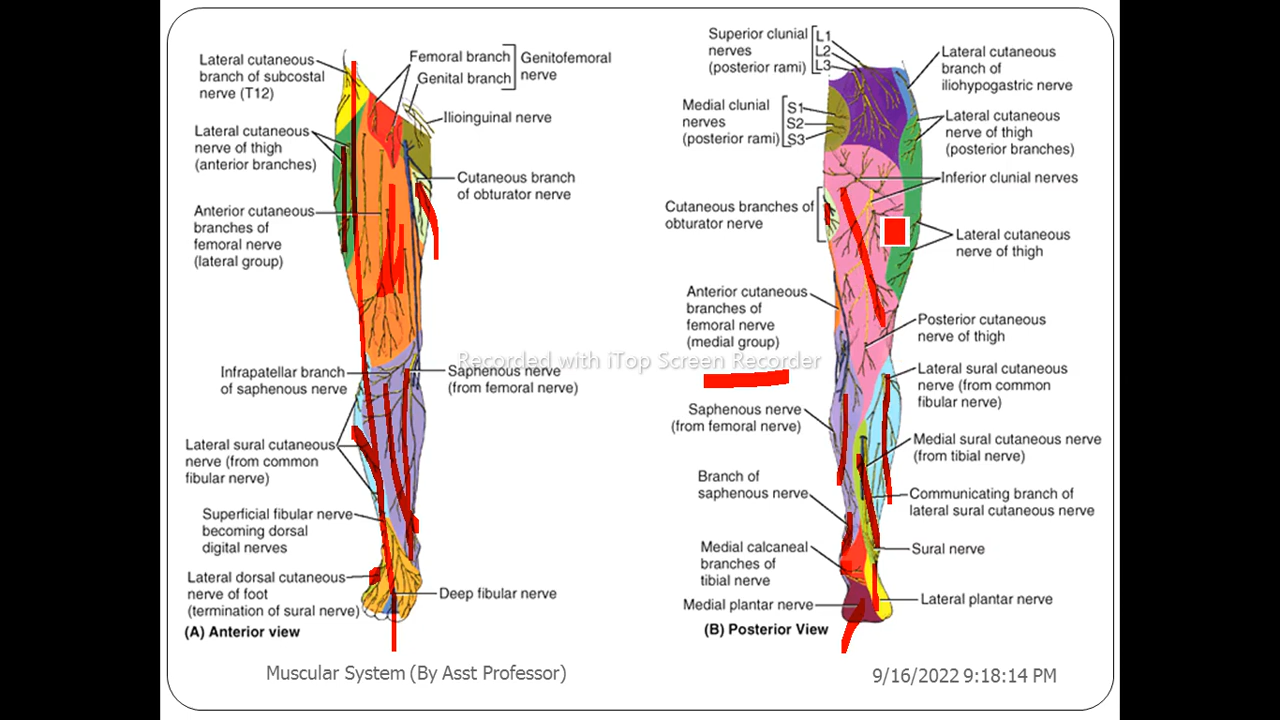 Lateral cutaneous
branch of subcostal
nerve (T12)
Femoral branch
Genital branch
Genitofemoral
nerve
Ilioinguinal nerve
Lateral cutaneous
nerve of thigh
(anterior branches)
Cutaneous branch
of obturator nerve
Anterior cutaneous
branches of
femoral nerve
(lateral group)
Infrapatellar branch
of saphenous nerve
Saphenous nerve
(from femoral nerve)
Lateral sural cutaneous
nerve (from common
fibular nerve)
Superficial fibular nerve
becoming dorsal
digital nerves
Lateral dorsal cutaneous
nerve of foot
(termination of sural nerve)
Deep fibular nerve
(A) Anterior view
Superior clunial
nerves
(posterior rami)
L1
L2
L3
Lateral cutaneous
branch of
iliohypogastric nerve
Medial clunial
nerves
(posterior rami)
S1
S2
S3
Lateral cutaneous
nerve of thigh
(posterior branches)
Inferior clunial nerves
Cutaneous branches of
obturator nerve
Lateral cutaneous
nerve of thigh
Anterior cutaneous
branches of
femoral nerve
(medial group)
Posterior cutaneous
nerve of thigh
Recorded with iTop Screen Recorder
Lateral sural cutaneous
nerve (from common
fibular nerve)
Saphenous nerve
(from femoral nerve)
Medial sural cutaneous nerve
(from tibial nerve)
Branch of
saphenous nerve
Communicating branch of
lateral sural cutaneous nerve
Medial calcaneal
branches of
tibial nerve
Sural nerve
Medial plantar nerve
Lateral plantar nerve
(B) Posterior View
Muscular System (By Asst Professor)
9/16/2022 9:18:14 PM